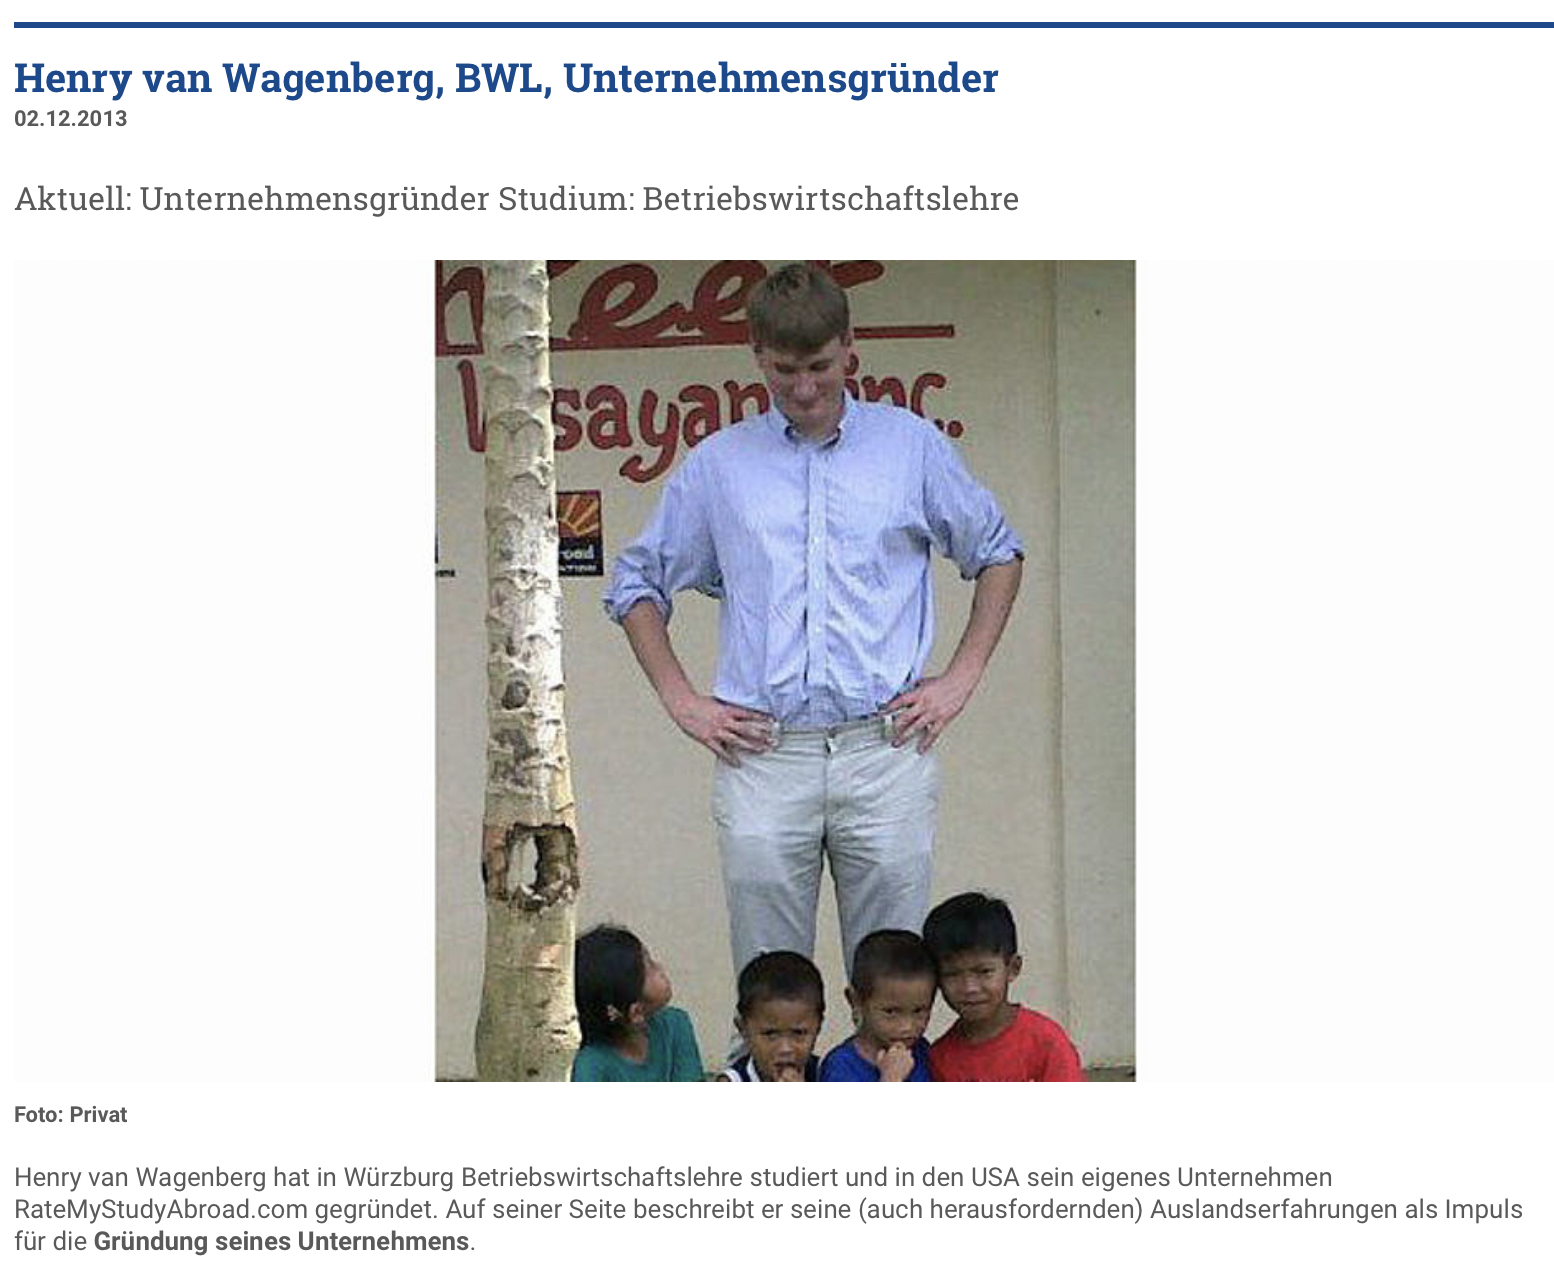 Henry van Wagenberg, BWL, Unternehmensgründer
02.12.2013
Aktuell: Unternehmensgründer Studium: Betriebswirtschaftslehre
sayan Inc.
oad
Foto: Privat
Henry van Wagenberg hat in Würzburg Betriebswirtschaftslehre studiert und in den USA sein eigenes Unternehmen
RateMyStudyAbroad.com gegründet. Auf seiner Seite beschreibt er seine (auch herausfordernden) Auslandserfahrungen als Impuls
für die Gründung seines Unternehmens.